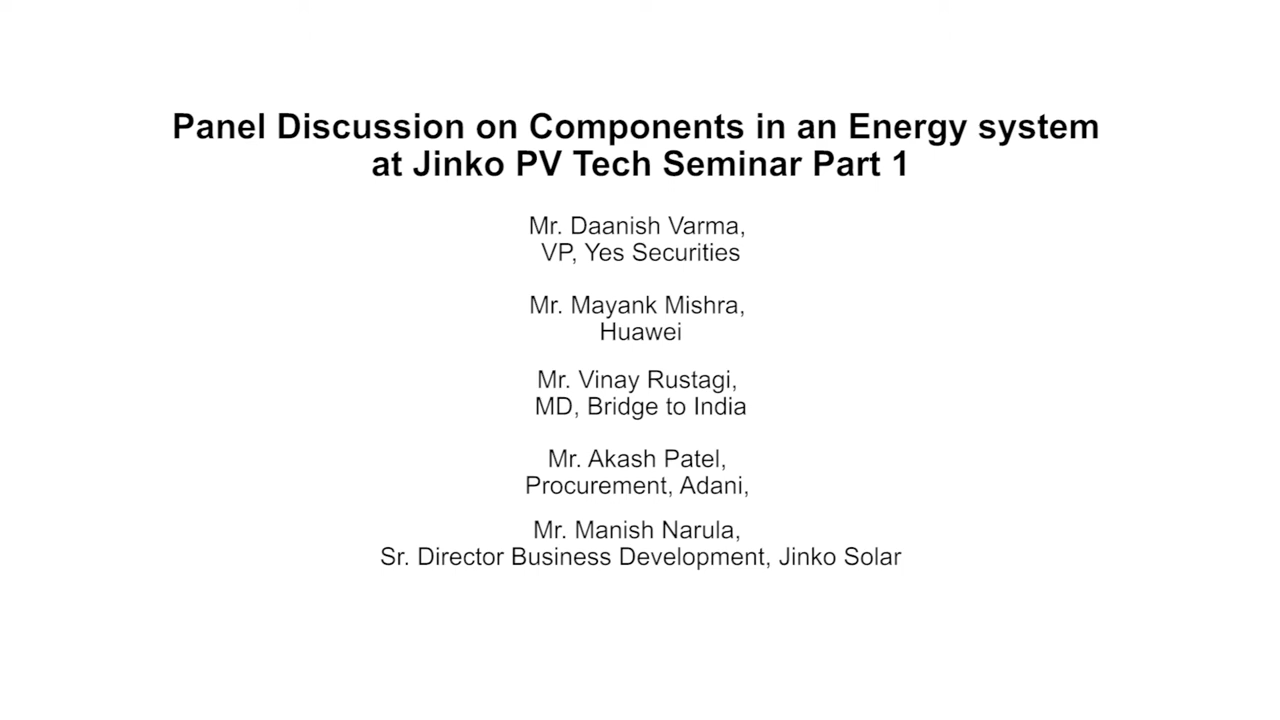 Panel Discussion on Components in an Energy system
at Jinko PV Tech Seminar Part 1
Mr. Daanish Varma,
VP, Yes Securities
Mr. Mayank Mishra,
Huawei
Mr. Vinay Rustagi,
MD, Bridge to India
Mr. Akash Patel,
Procurement, Adani,
Mr. Manish Narula,
Sr. Director Business Development, Jinko Solar